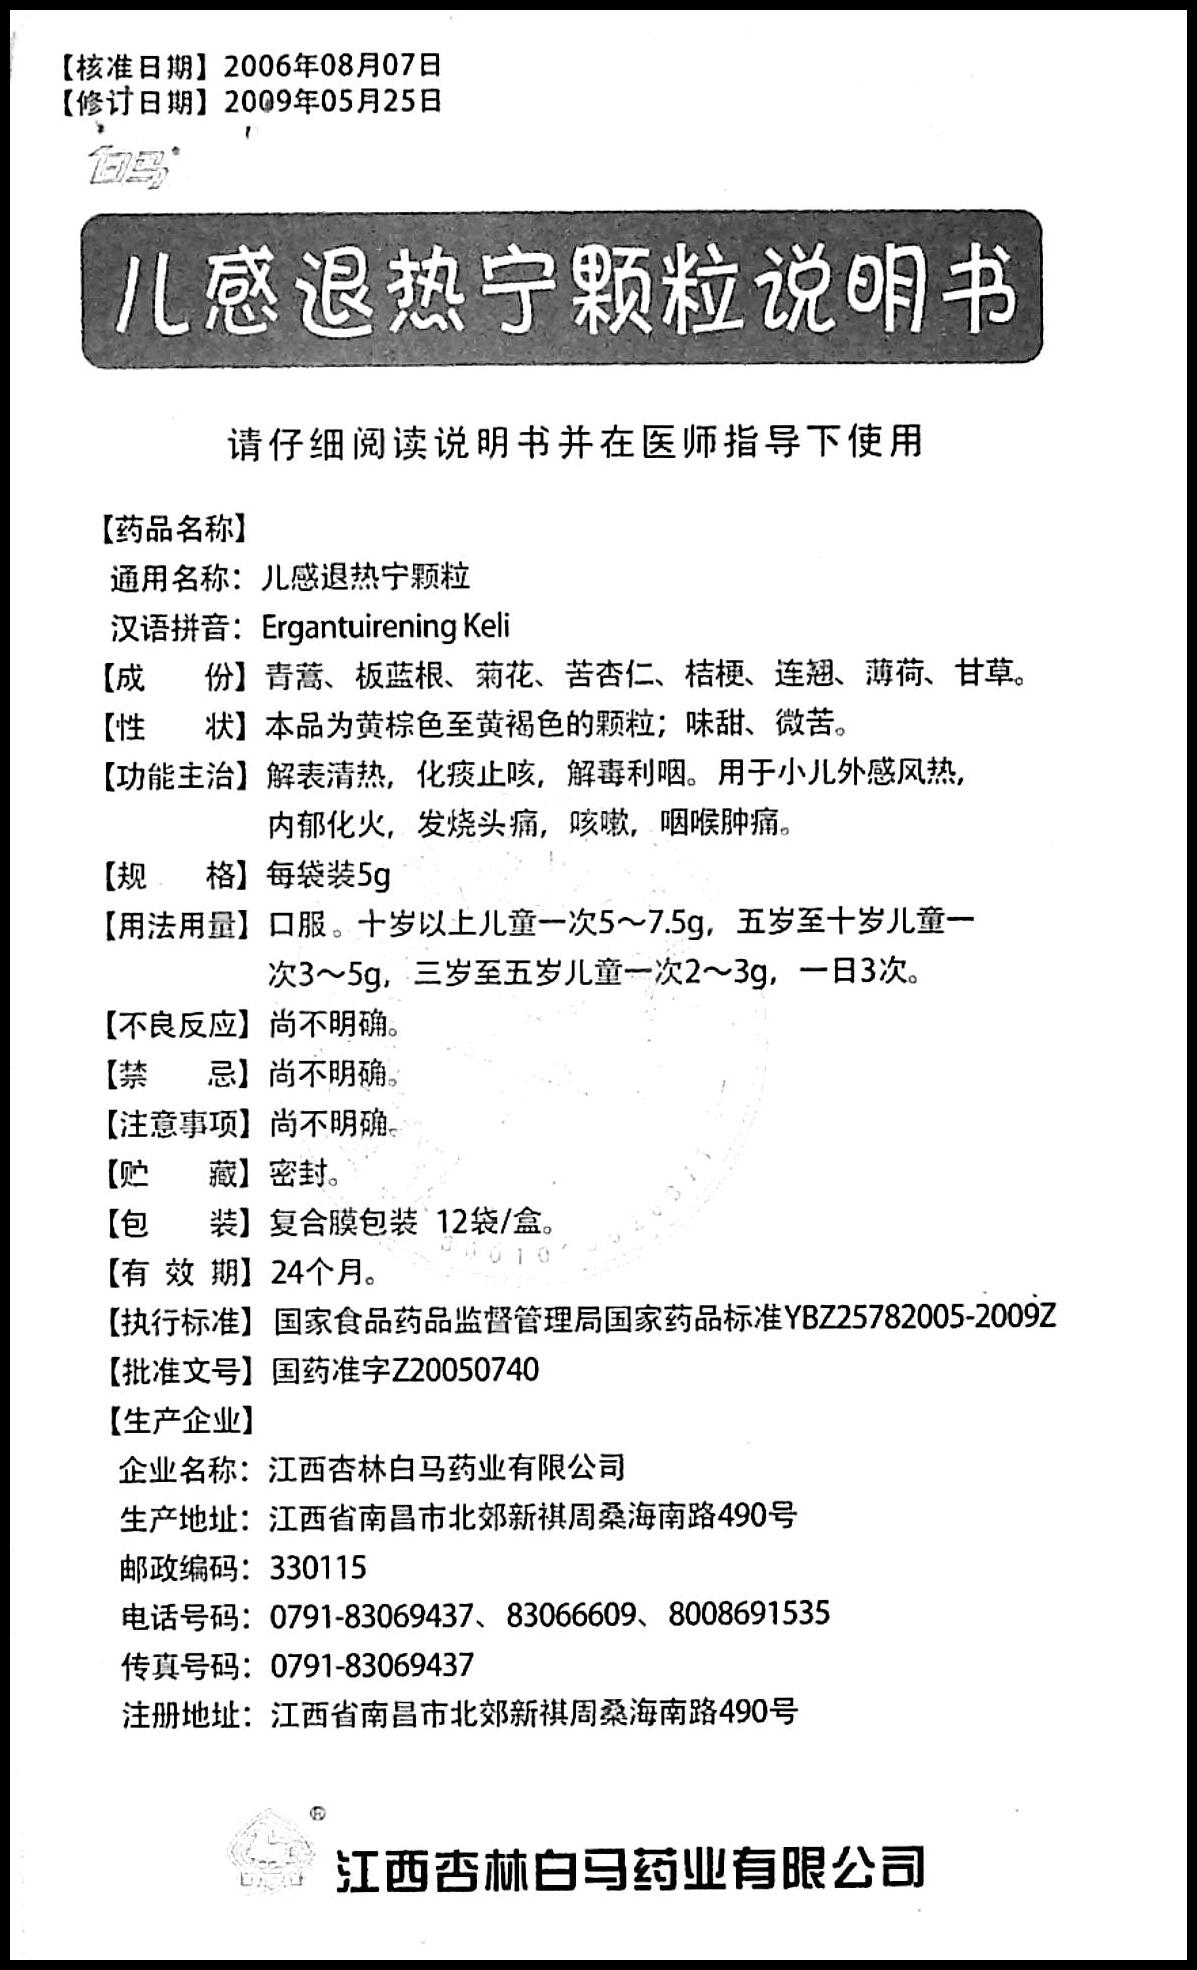 【核准日期】2006年08月07日
【修订日期】2009年05月25日
白马
儿感退热宁颗粒说明书
请仔细阅读说明书并在医师指导下使用
【药品名称】
通用名称：儿感退热宁颗粒
汉语拼音：Ergantuirening Keli
【成 份】青蒿、板蓝根、菊花、苦杏仁、桔梗、连翘、薄荷、甘草。
【性 状】本品为黄棕色至黄褐色的颗粒；味甜、微苦。
【功能主治】解表清热，化痰止咳，解毒利咽。用于小儿外感风热，
内郁化火，发烧头痛，咳嗽，咽喉肿痛。
【规 格】每袋装5g
【用法用量】口服。十岁以上儿童一次5～7.5g，五岁至十岁儿童一
次3～5g，三岁至五岁儿童一次2～3g，一日3次。
【不良反应】尚不明确。
【禁 忌】尚不明确。
【注意事项】尚不明确。
【贮 藏】密封。
【包 装】复合膜包装 12袋/盒。
【有 效 期】24个月。
【执行标准】国家食品药品监督管理局国家药品标准YBZ25782005-2009Z
【批准文号】国药准字Z20050740
【生产企业】
企业名称：江西杏林白马药业有限公司
生产地址：江西省南昌市北郊新祺周桑海南路490号
邮政编码：330115
电话号码：0791-83069437、83066609、8008691535
传真号码：0791-83069437
注册地址：江西省南昌市北郊新祺周桑海南路490号
江西杏林白马药业有限公司